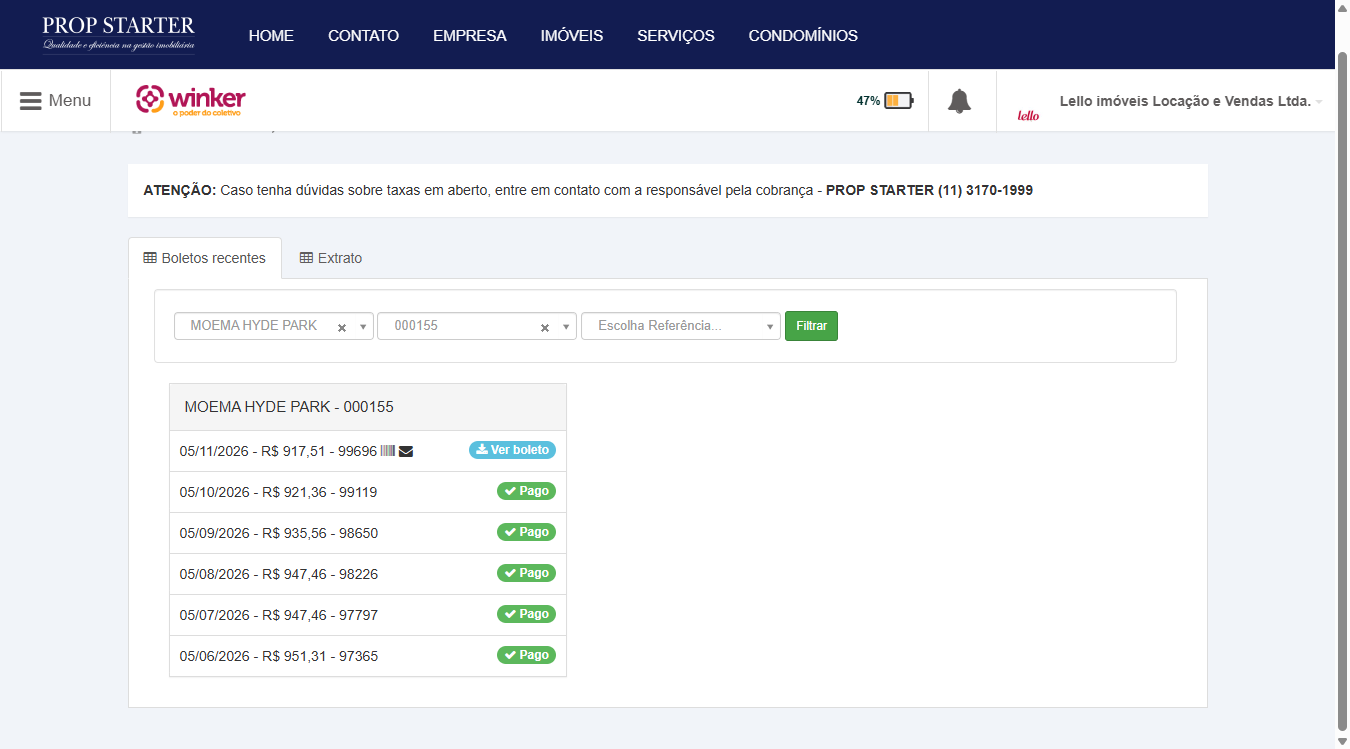 PROP STARTER
Qualidade e eficiência na gestão imobiliária
HOME CONTATO EMPRESA IMÓVEIS SERVIÇOS CONDOMÍNIOS
Menu
winker
o poder do coletivo
47%
lello
Lello imóveis Locação e Vendas Ltda.
ATENÇÃO: Caso tenha dúvidas sobre taxas em aberto, entre em contato com a responsável pela cobrança - PROP STARTER (11) 3170-1999
Boletos recentes Extrato
MOEMA HYDE PARK × 000155 × Escolha Referência... Filtrar
MOEMA HYDE PARK - 000155
05/11/2026 - R$ 917,51 - 99696 Ver boleto
05/10/2026 - R$ 921,36 - 99119 Pago
05/09/2026 - R$ 935,56 - 98650 Pago
05/08/2026 - R$ 947,46 - 98226 Pago
05/07/2026 - R$ 947,46 - 97797 Pago
05/06/2026 - R$ 951,31 - 97365 Pago